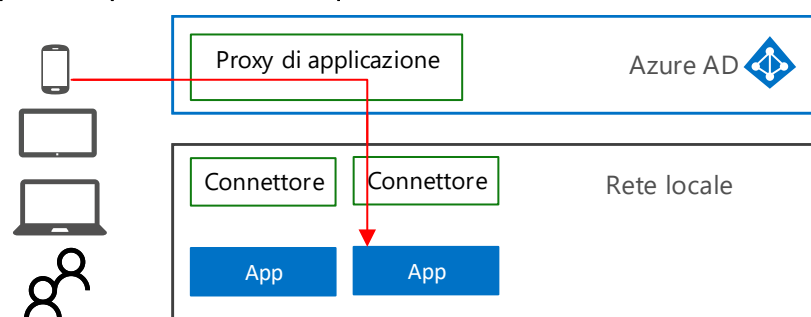 Proxy di applicazione
Azure AD
Connettore
Connettore
Rete locale
App
App